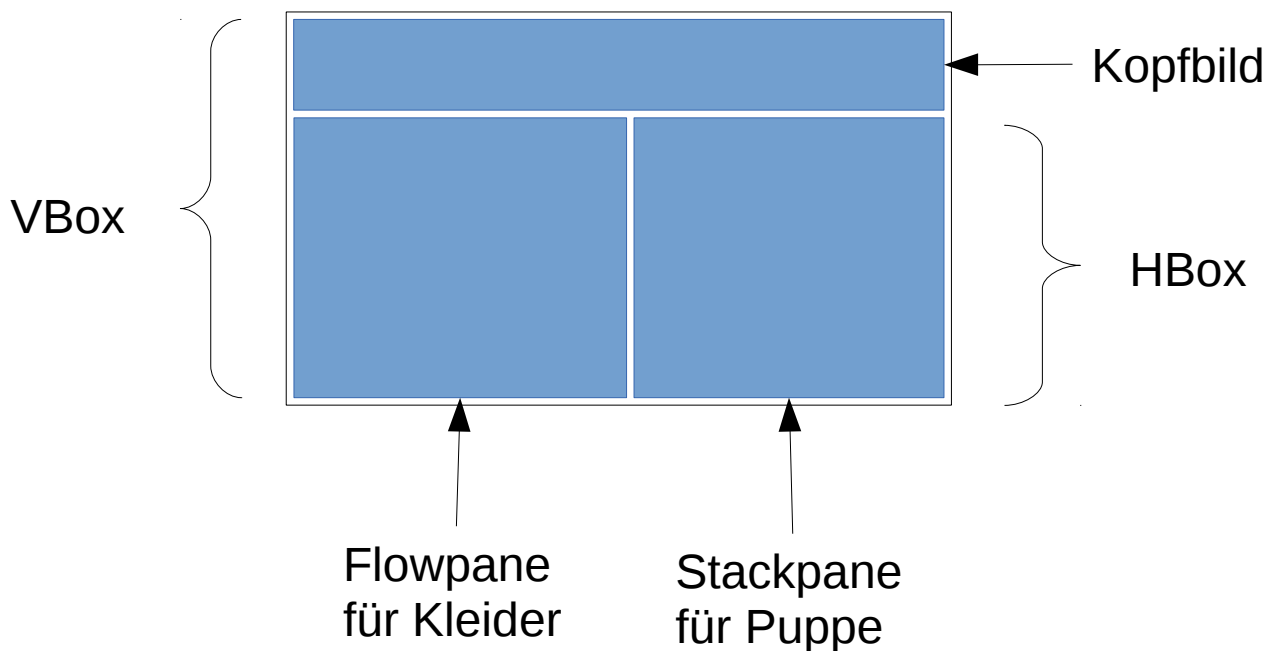 Kopfbild
VBox
HBox
Flowpane
für Kleider
Stackpane
für Puppe